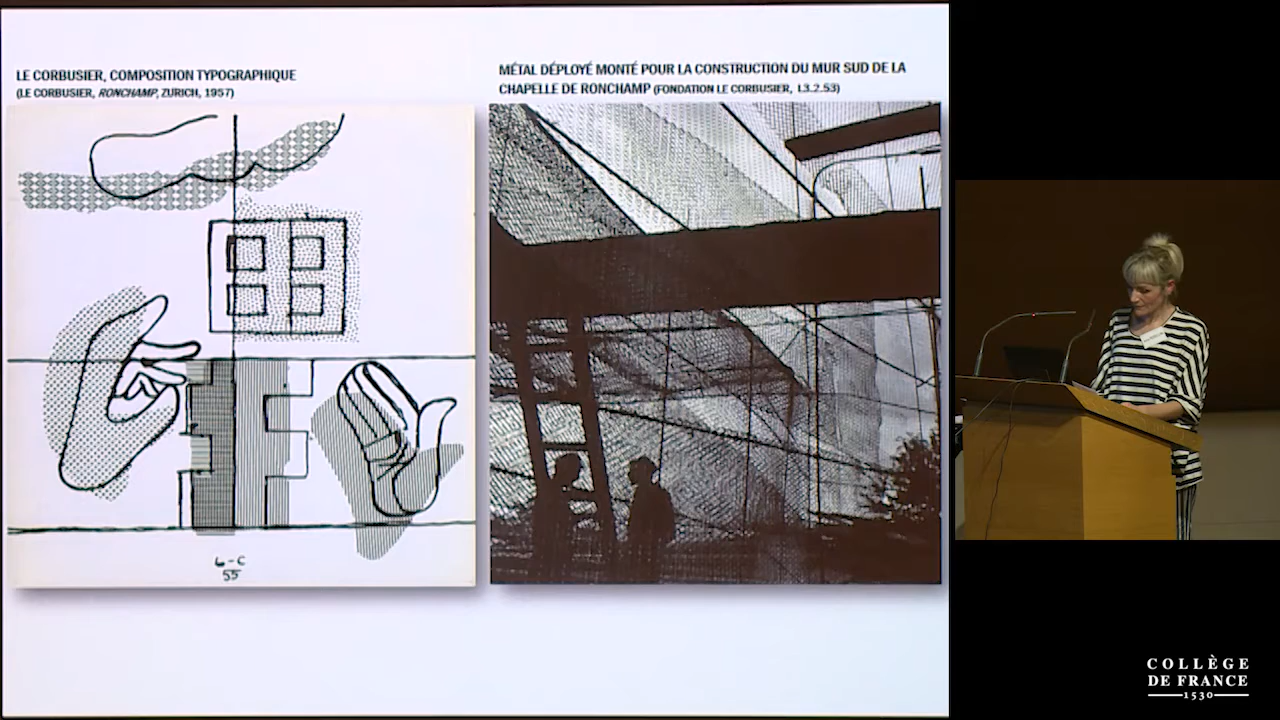 LE CORBUSIER, COMPOSITION TYPOGRAPHIQUE
(LE CORBUSIER, RONCHAMP, ZURICH, 1957)
L-C
55
MÉTAL DÉPLOYÉ MONTÉ POUR LA CONSTRUCTION DU MUR SUD DE LA
CHAPELLE DE RONCHAMP (FONDATION LE CORBUSIER, L3.2.53)
COLLÈGE
DE FRANCE
1530